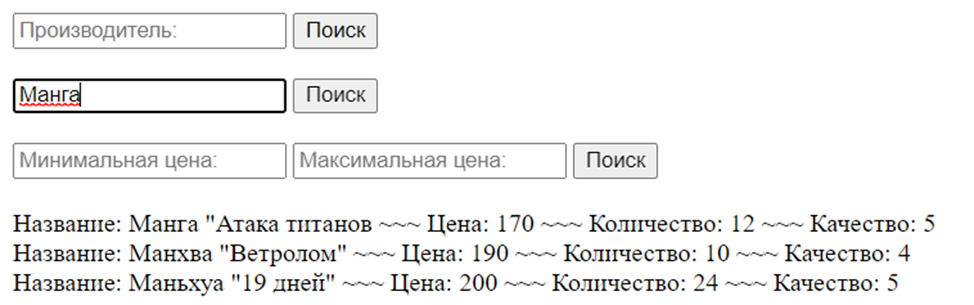 Производитель: Поиск
Манга Поиск
Минимальная цена: Максимальная цена: Поиск
Название: Манга "Атака титанов ~~~ Цена: 170 ~~~ Количество: 12 ~~~ Качество: 5
Название: Манхва "Ветролом" ~~~ Цена: 190 ~~~ Количество: 10 ~~~ Качество: 4
Название: Маньхуа "19 дней" ~~~ Цена: 200 ~~~ Количество: 24 ~~~ Качество: 5